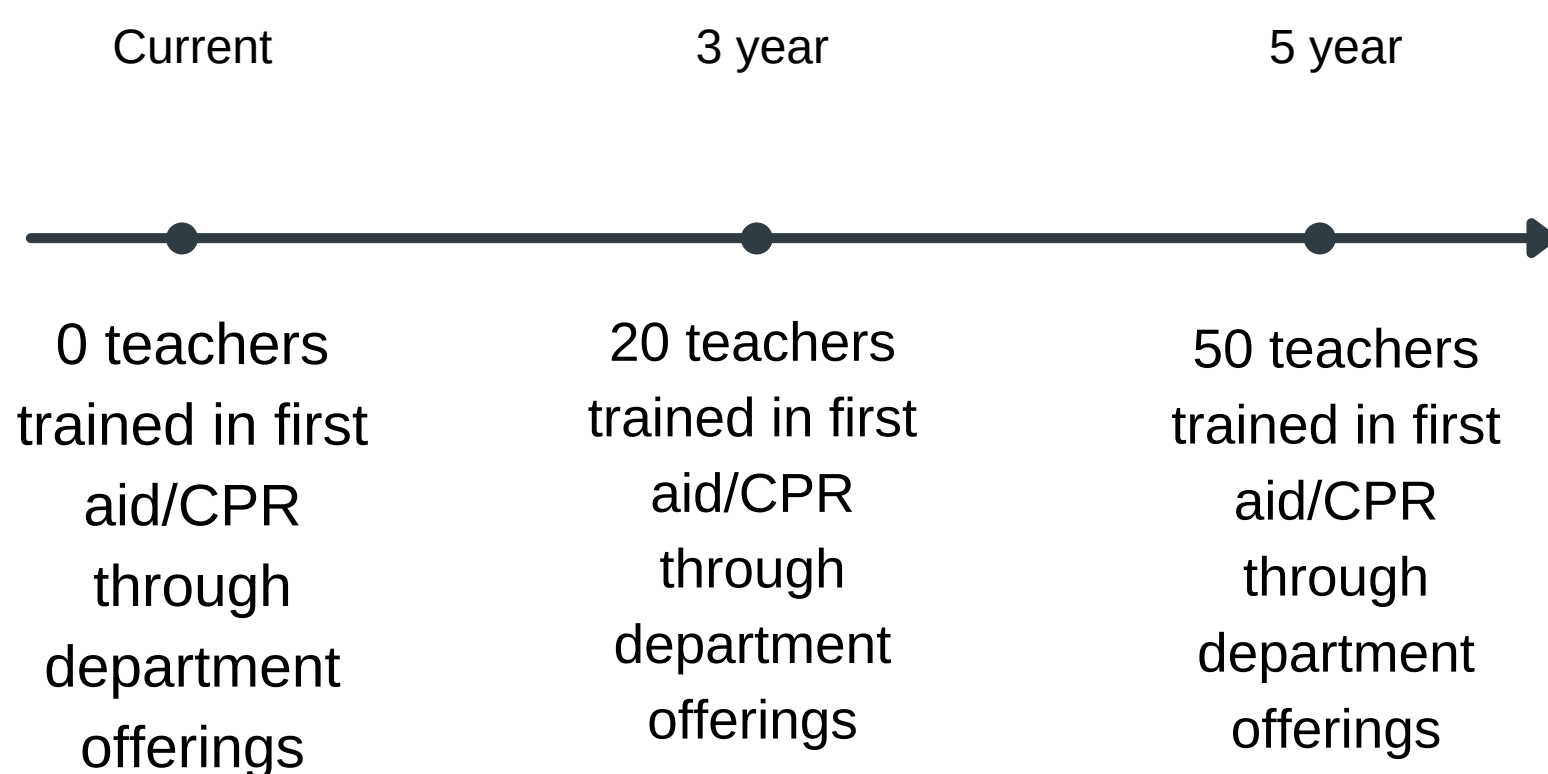 Current
3 year
5 year
0 teachers
trained in first
aid/CPR
through
department
offerings
20 teachers
trained in first
aid/CPR
through
department
offerings
50 teachers
trained in first
aid/CPR
through
department
offerings